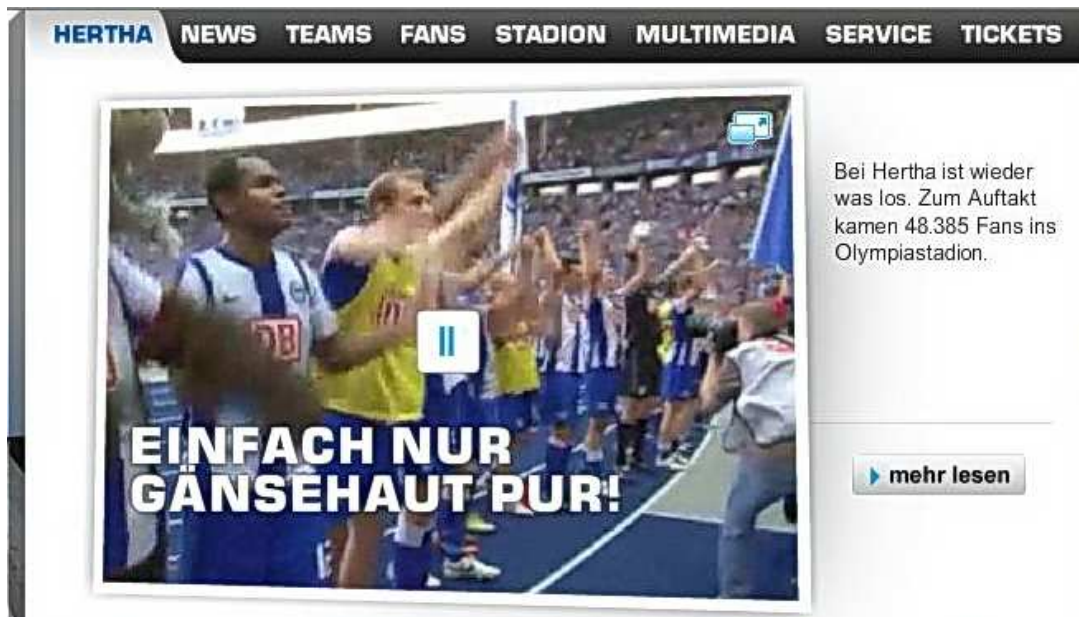 HERTHA NEWS TEAMS FANS STADION MULTIMEDIA SERVICE TICKETS
Bei Hertha ist wieder
was los. Zum Auftakt
kamen 48.385 Fans ins
Olympiastadion.
DB
EINFACH NUR
GÄNSEHAUT PUR!
mehr lesen